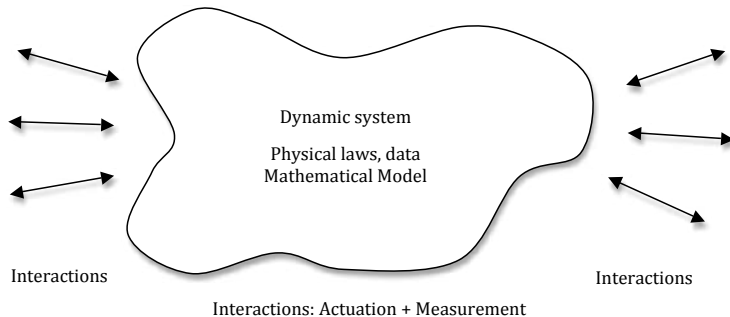 Dynamic system
Physical laws, data
Mathematical Model
Interactions
Interactions
Interactions: Actuation + Measurement